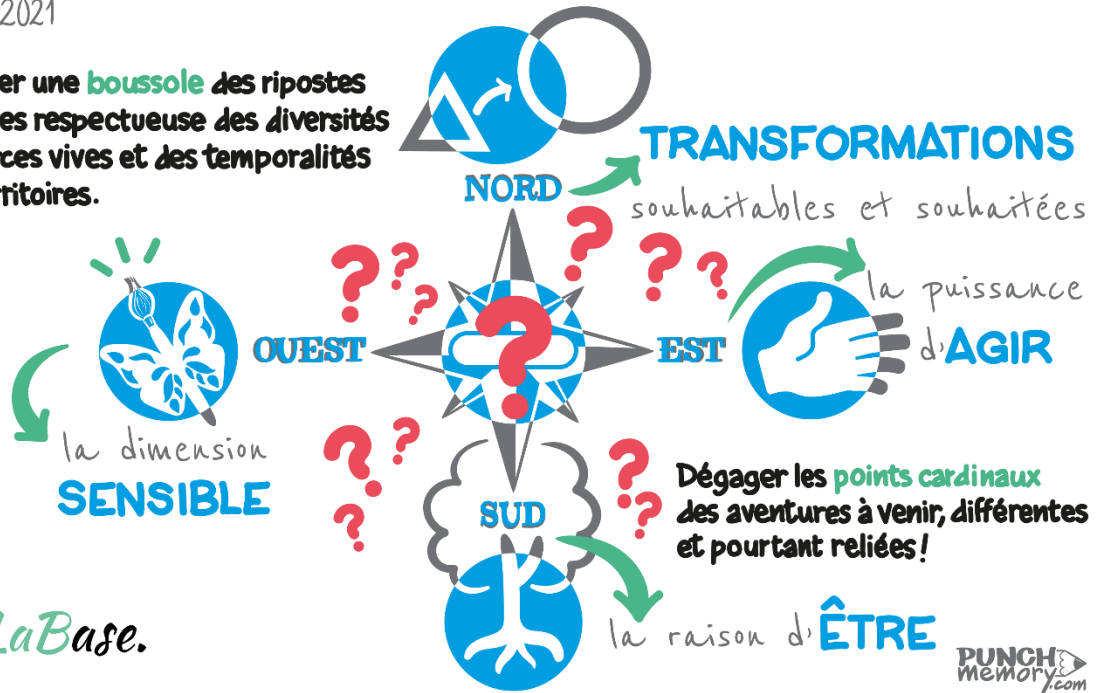 2021
er une boussole des ripostes
es respectueuse des diversités
rces vives et des temporalités
rritoires.
NORD
TRANSFORMATIONS
souhaitables et souhaitées
? ? ? ? ? ?
OUEST
?
EST
la puissance
d'AGIR
la dimension
SENSIBLE
? ? ? ? ?
SUD
Dégager les points cardinaux
des aventures à venir, différentes
et pourtant reliées!
la raison d'ÊTRE
LaBase.
PUNCH
memory
.com